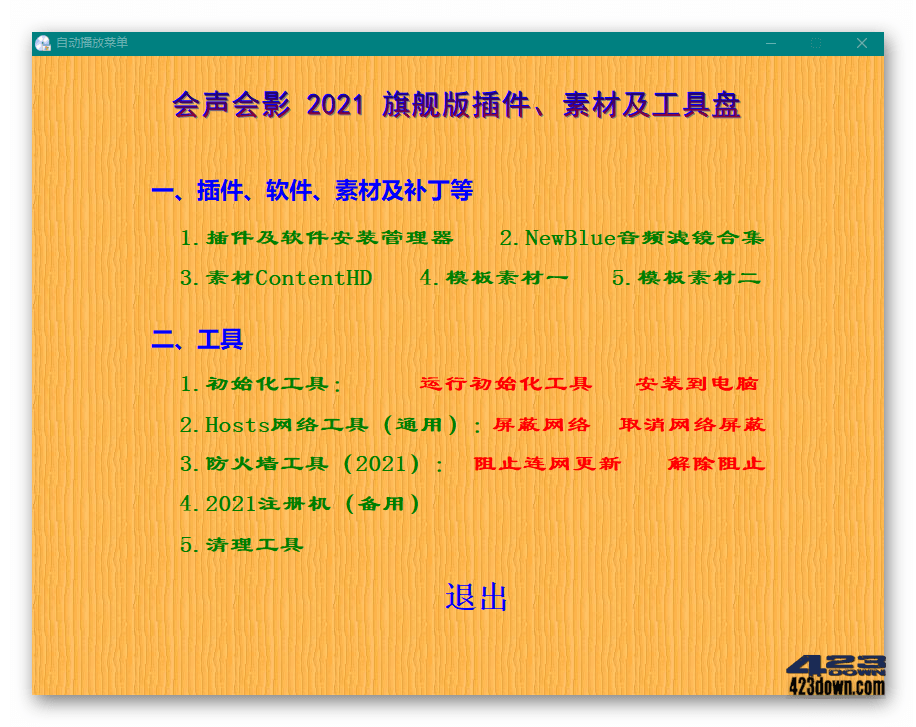 自动播放菜单
会声会影 2021 旗舰版插件、素材及工具盘
一、插件、软件、素材及补丁等
1.插件及软件安装管理器 2.NewBlue音频滤镜合集
3.素材ContentHD 4.模板素材一 5.模板素材二
二、工具
1.初始化工具： 运行初始化工具 安装到电脑
2.Hosts网络工具（通用）：屏蔽网络 取消网络屏蔽
3.防火墙工具（2021）： 阻止连网更新 解除阻止
4.2021注册机（备用）
5.清理工具
退出
423
DOWN
423down.com